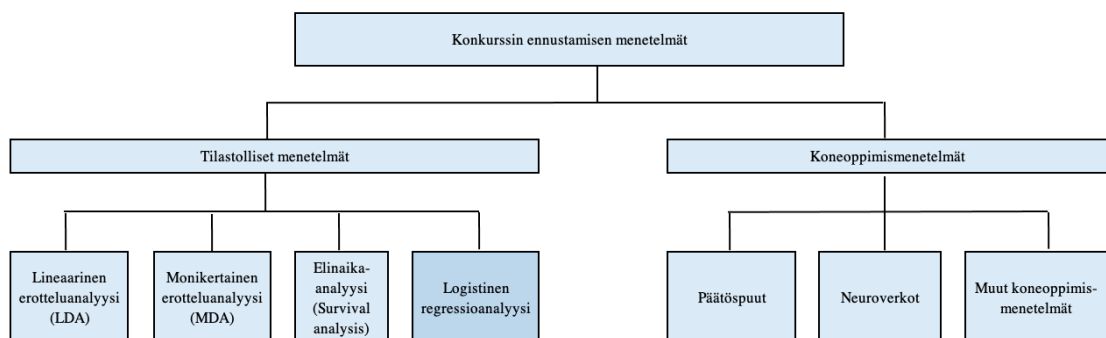 Konkurssin ennustamisen menetelmät
Tilastolliset menetelmät
Koneoppimismenetelmät
Lineaarinen
erotteluanalyysi
(LDA)
Monikertainen
erotteluanalyysi
(MDA)
Elinaika-
analyysi
(Survival
analysis)
Logistinen
regressioanalyysi
Päätöspuut
Neuroverkot
Muut koneoppimis-
menetelmät